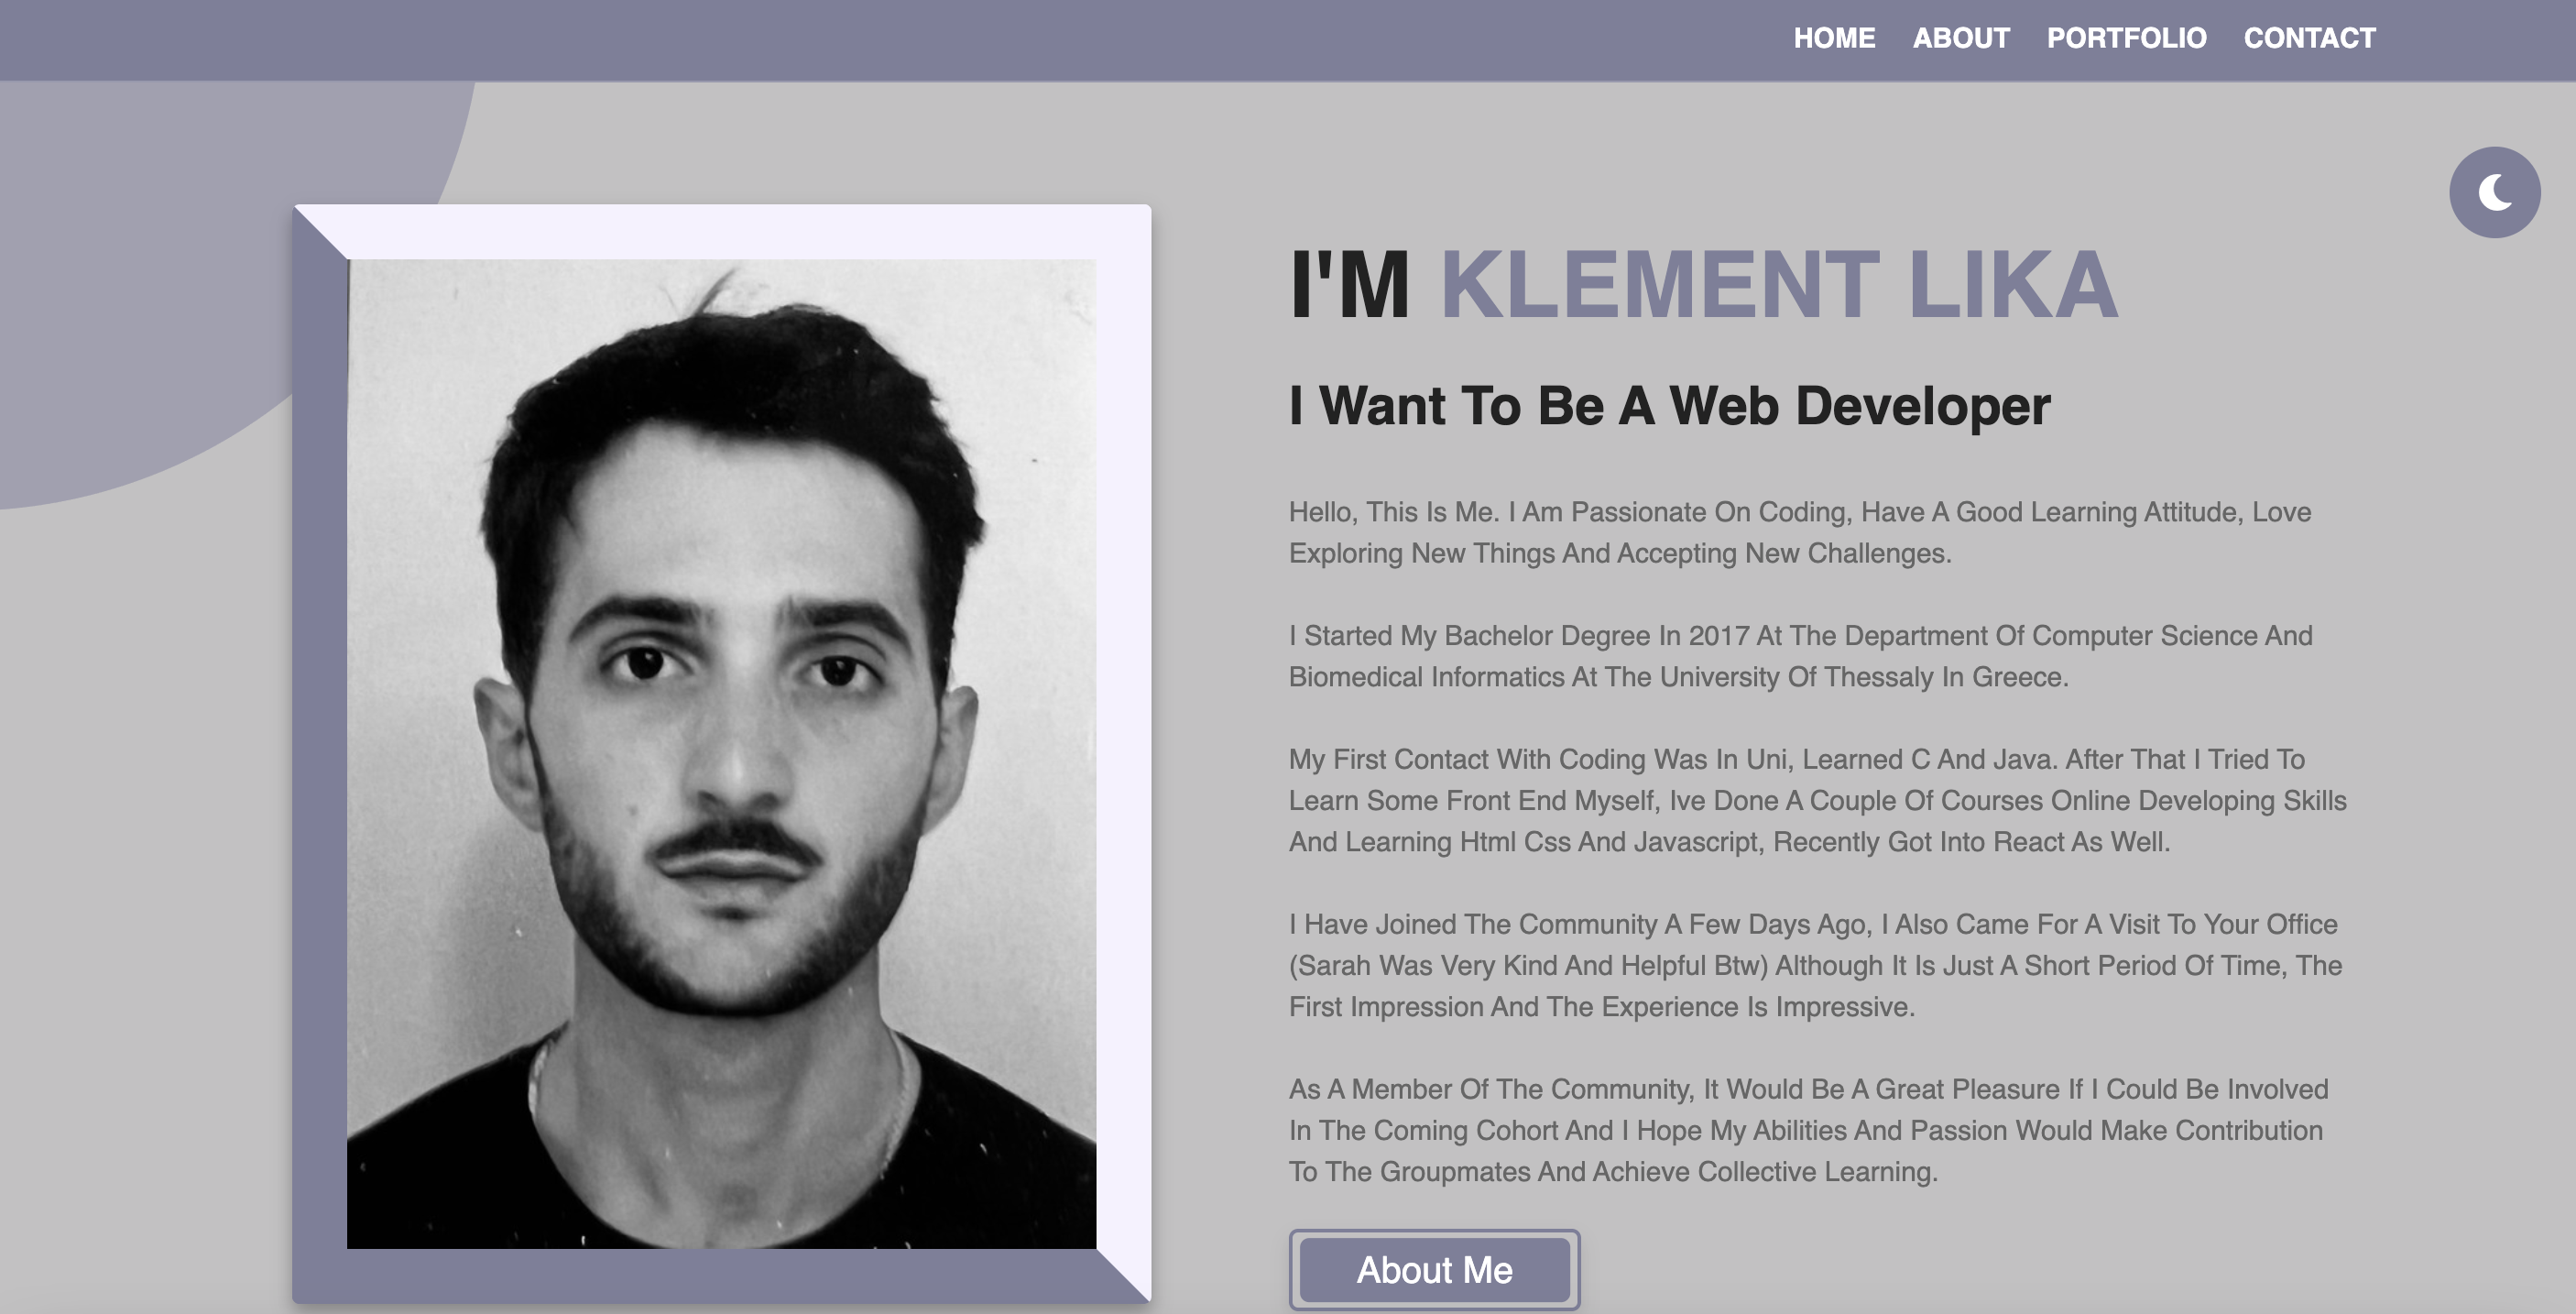 HOME ABOUT PORTFOLIO CONTACT
I'M KLEMENT LIKA
I Want To Be A Web Developer
Hello, This Is Me. I Am Passionate On Coding, Have A Good Learning Attitude, Love
Exploring New Things And Accepting New Challenges.
I Started My Bachelor Degree In 2017 At The Department Of Computer Science And
Biomedical Informatics At The University Of Thessaly In Greece.
My First Contact With Coding Was In Uni, Learned C And Java. After That I Tried To
Learn Some Front End Myself, Ive Done A Couple Of Courses Online Developing Skills
And Learning Html Css And Javascript, Recently Got Into React As Well.
I Have Joined The Community A Few Days Ago, I Also Came For A Visit To Your Office
(Sarah Was Very Kind And Helpful Btw) Although It Is Just A Short Period Of Time, The
First Impression And The Experience Is Impressive.
As A Member Of The Community, It Would Be A Great Pleasure If I Could Be Involved
In The Coming Cohort And I Hope My Abilities And Passion Would Make Contribution
To The Groupmates And Achieve Collective Learning.
About Me